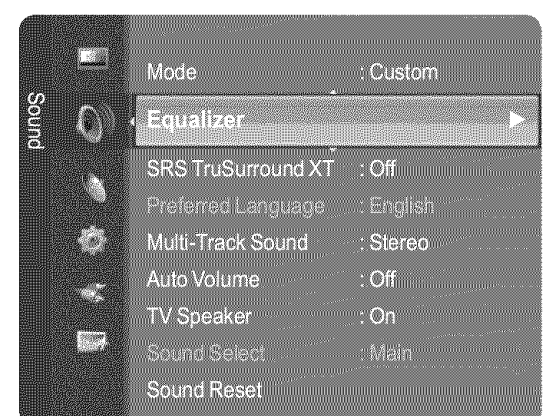 Sound
Mode : Custom
Equalizer
SRS TruSurround XT : Off
Preferred Language : English
Multi-Track Sound : Stereo
Auto Volume : Off
TV Speaker : On
Sound Select : Main
Sound Reset